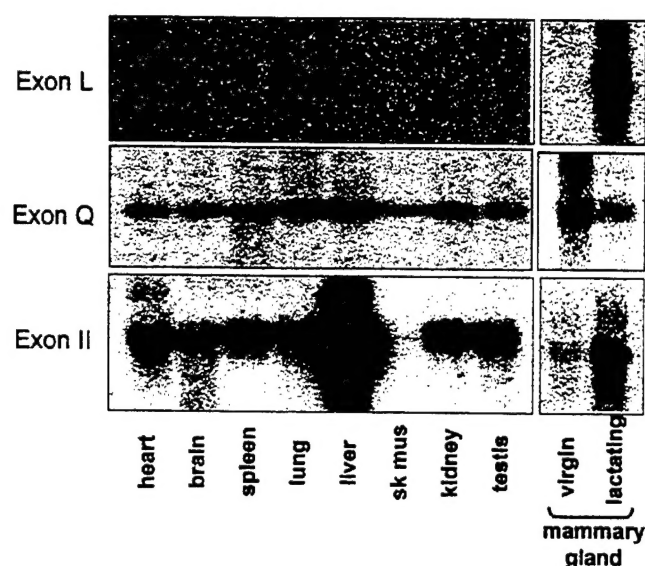 Exon L
Exon Q
Exon II
heart
brain
spleen
lung
liver
sk mus
kidney
testis
virgin
lactating
mammary
gland